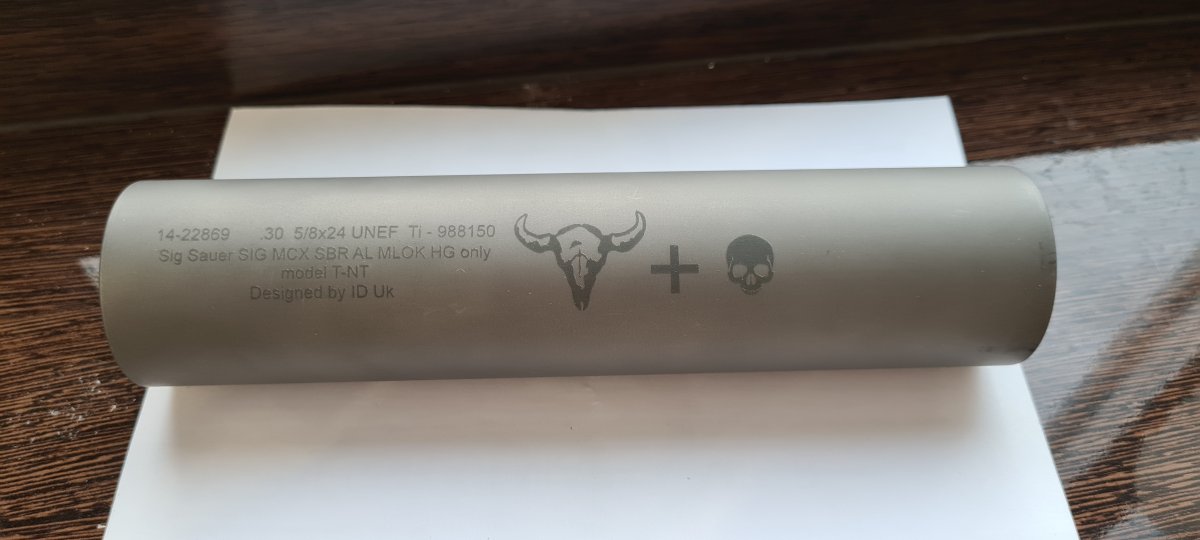 14-22869 .30 5/8x24 UNEF Ti - 988150
Sig Sauer SIG MCX SBR AL MLOK HG only
model T-NT
Designed by ID Uk